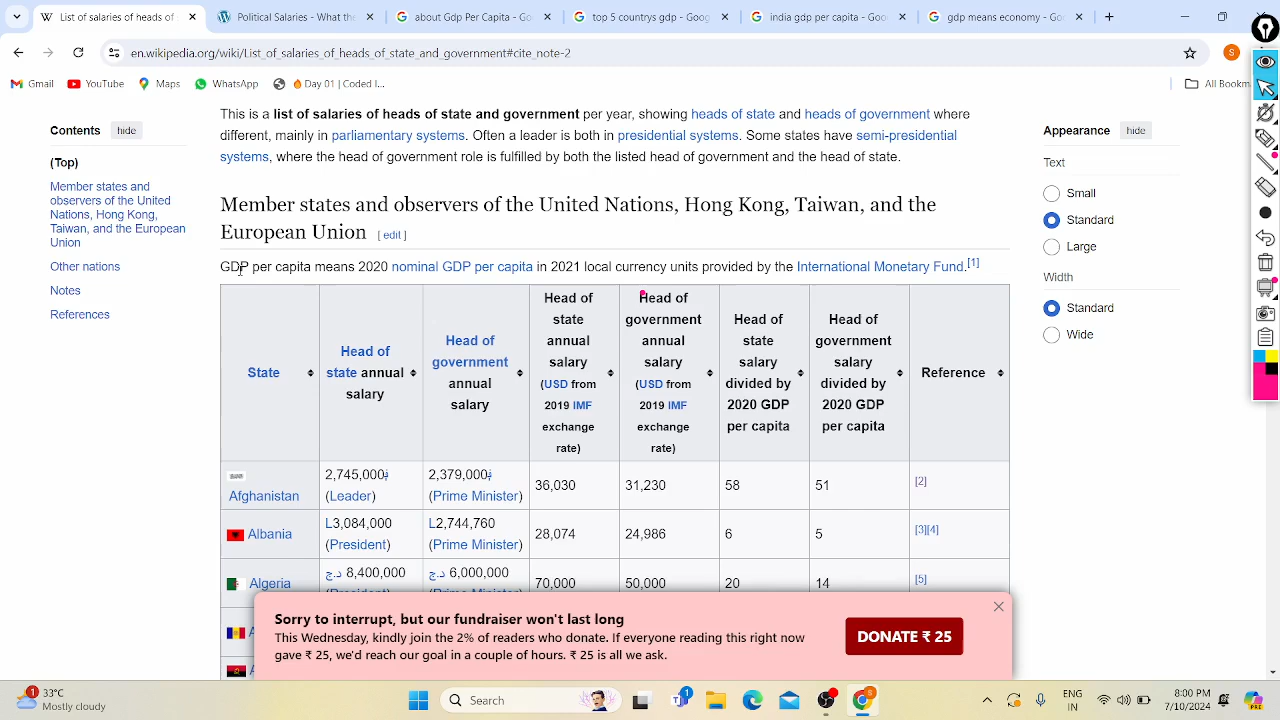 W List of salaries of heads of
W Political Salaries - Wisden, The
G GDP Per Capita - Go
G top 5 countrys gdp - Goo
G india GDP per capita - Goo
G gdp means economy - Goo
en.wikipedia.org/wiki/List_of_salaries_of_heads_of_state_and_government#cite_note
Gmail
YouTube
Maps
WhatsApp
Day 01 | Coded I...
All Bookm
Contents
hide
(Top)
Member states and
observers of the United
Nations, Hong Kong,
Taiwan, and the European
Union
Other nations
Notes
References
This is a list of salaries of heads of state and government per year, showing heads of state and heads of government where
different, mainly in parliamentary systems. Often a leader is both in presidential systems. Some states have semi-presidential
systems, where the head of government role is fulfilled by both the listed head of government and the head of state.
Member states and observers of the United Nations, Hong Kong, Taiwan, and the
European Union [ edit ]
GDP per capita means 2020 nominal GDP per capita in 2021 local currency units provided by the International Monetary Fund.[1]
State
Head of
state annual
salary
Head of
government
annual
salary
Head of
state
annual
salary
(USD from
2019 IMF
exchange
rate)
Head of
government
annual
salary
(USD from
2019 IMF
exchange
rate)
Head of
state
salary
divided by
2020 GDP
per capita
Head of
government
salary
divided by
2020 GDP
per capita
Reference
Afghanistan
2,745,000؋
(Leader)
2,379,000؋
(Prime Minister)
36,030
31,230
58
51
[2]
Albania
L3,084,000
(President)
L2,744,760
(Prime Minister)
28,074
24,986
6
5
[3][4]
Algeria
د.ج 8,400,000
د.ج 6,000,000
70,000
50,000
20
14
[5]
Sorry to interrupt, but our fundraiser won't last long
This Wednesday, kindly join the 2% of readers who donate. If everyone reading this right now
gave ₹ 25, we'd reach our goal in a couple of hours. ₹ 25 is all we ask.
DONATE ₹ 25
Appearance
hide
Text
Small
Standard
Large
Width
Standard
Wide
1
33°C
Mostly cloudy
Search
1
ENG
IN
8:00 PM
7/10/2024